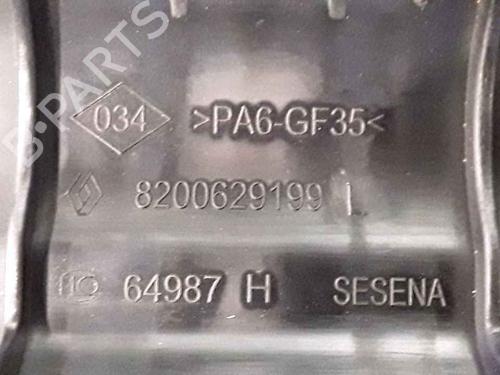 B-PARTS
034 >PA6-GF35<
8200629199 L
64987 H SESENA